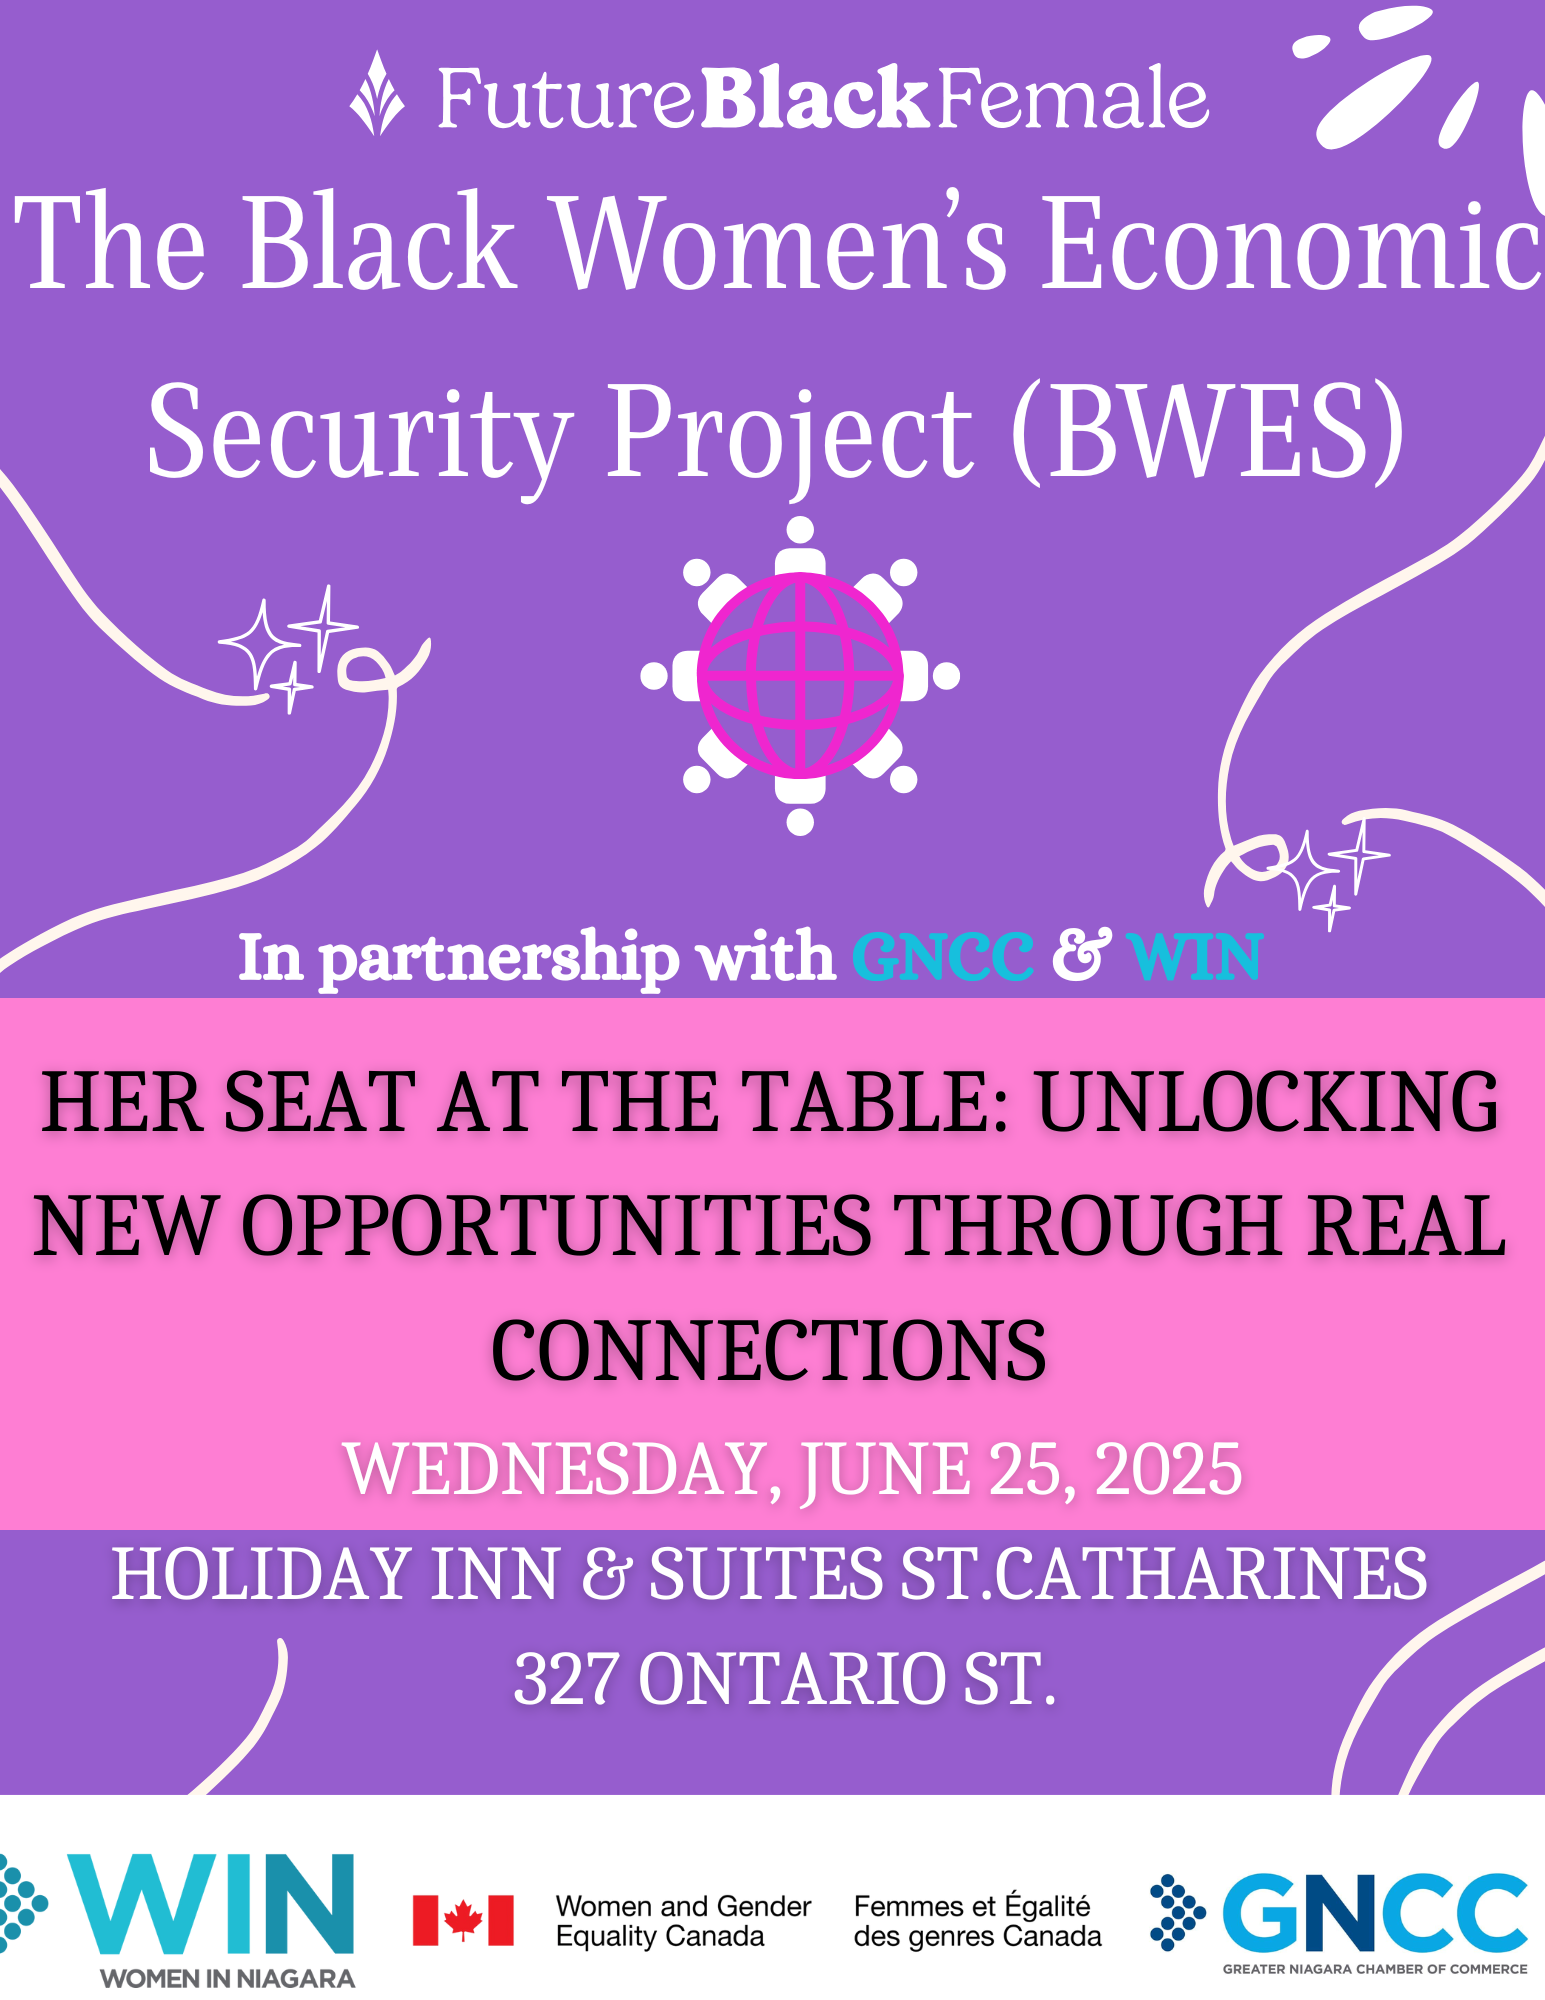 FutureBlackFemale
The Black Women's Economic
Security Project (BWES)
In partnership with GNCC & WIN
HER SEAT AT THE TABLE: UNLOCKING
NEW OPPORTUNITIES THROUGH REAL
CONNECTIONS
WEDNESDAY, JUNE 25, 2025
HOLIDAY INN & SUITES ST.CATHARINES
327 ONTARIO ST.
WIN
WOMEN IN NIAGARA
Women and Gender
Equality Canada
Femmes et Égalité
des genres Canada
GNCC
GREATER NIAGARA CHAMBER OF COMMERCE